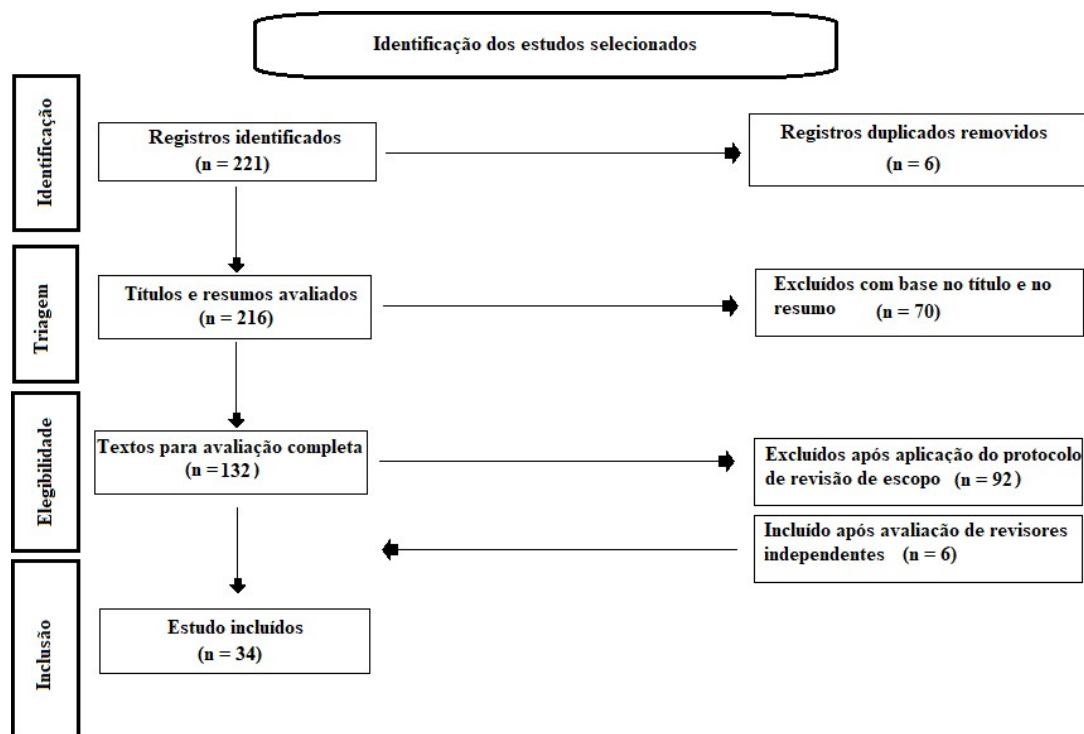 Identificação dos estudos selecionados
Identificação
Registros identificados
(n = 221)
Registros duplicados removidos
(n = 6)
Triagem
Títulos e resumos avaliados
(n = 216)
Excluídos com base no título e no
resumo (n = 70)
Elegibilidade
Textos para avaliação completa
(n =132)
Excluídos após aplicação do protocolo
de revisão de escopo (n = 92)
Incluído após avaliação de revisores
independentes (n = 6)
Inclusão
Estudo incluídos
(n = 34)